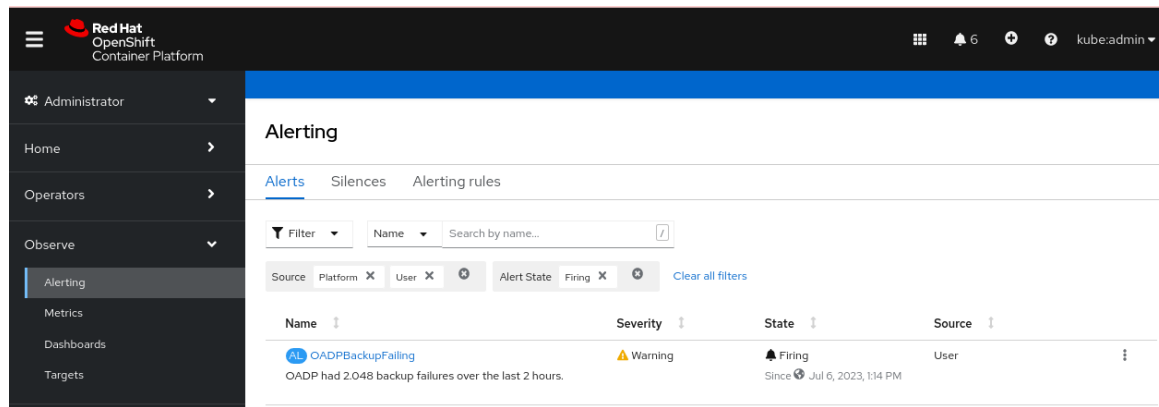 Red Hat
OpenShift
Container Platform
6
kube:admin
Administrator
Home
Operators
Observe
Alerting
Metrics
Dashboards
Targets
Alerting
Alerts Silences Alerting rules
Filter Name Search by name... /
Source Platform User Alert State Firing Clear all filters
Name Severity State Source
AL OADPBackupFailing Warning Firing User
OADP had 2.048 backup failures over the last 2 hours. Since Jul 6, 2023, 1:14 PM